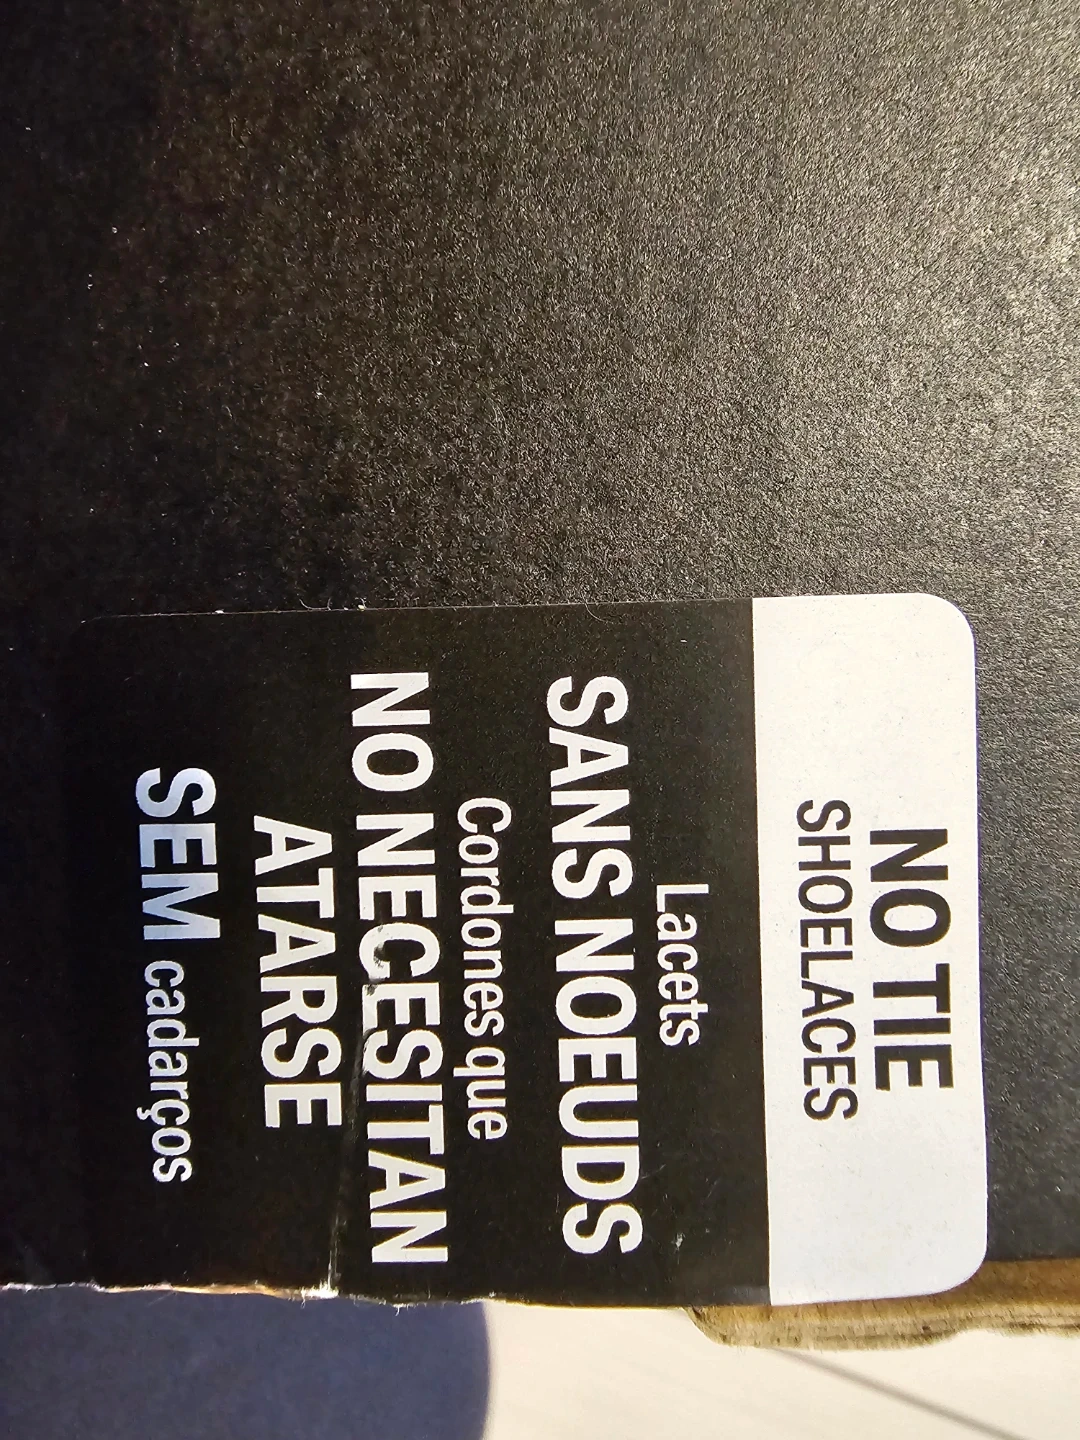 NO TIE
SHOELACES
Lacets
SANS NOEUDS
Cordones que
NO NECESITAN
ATARSE
SEM cadarços